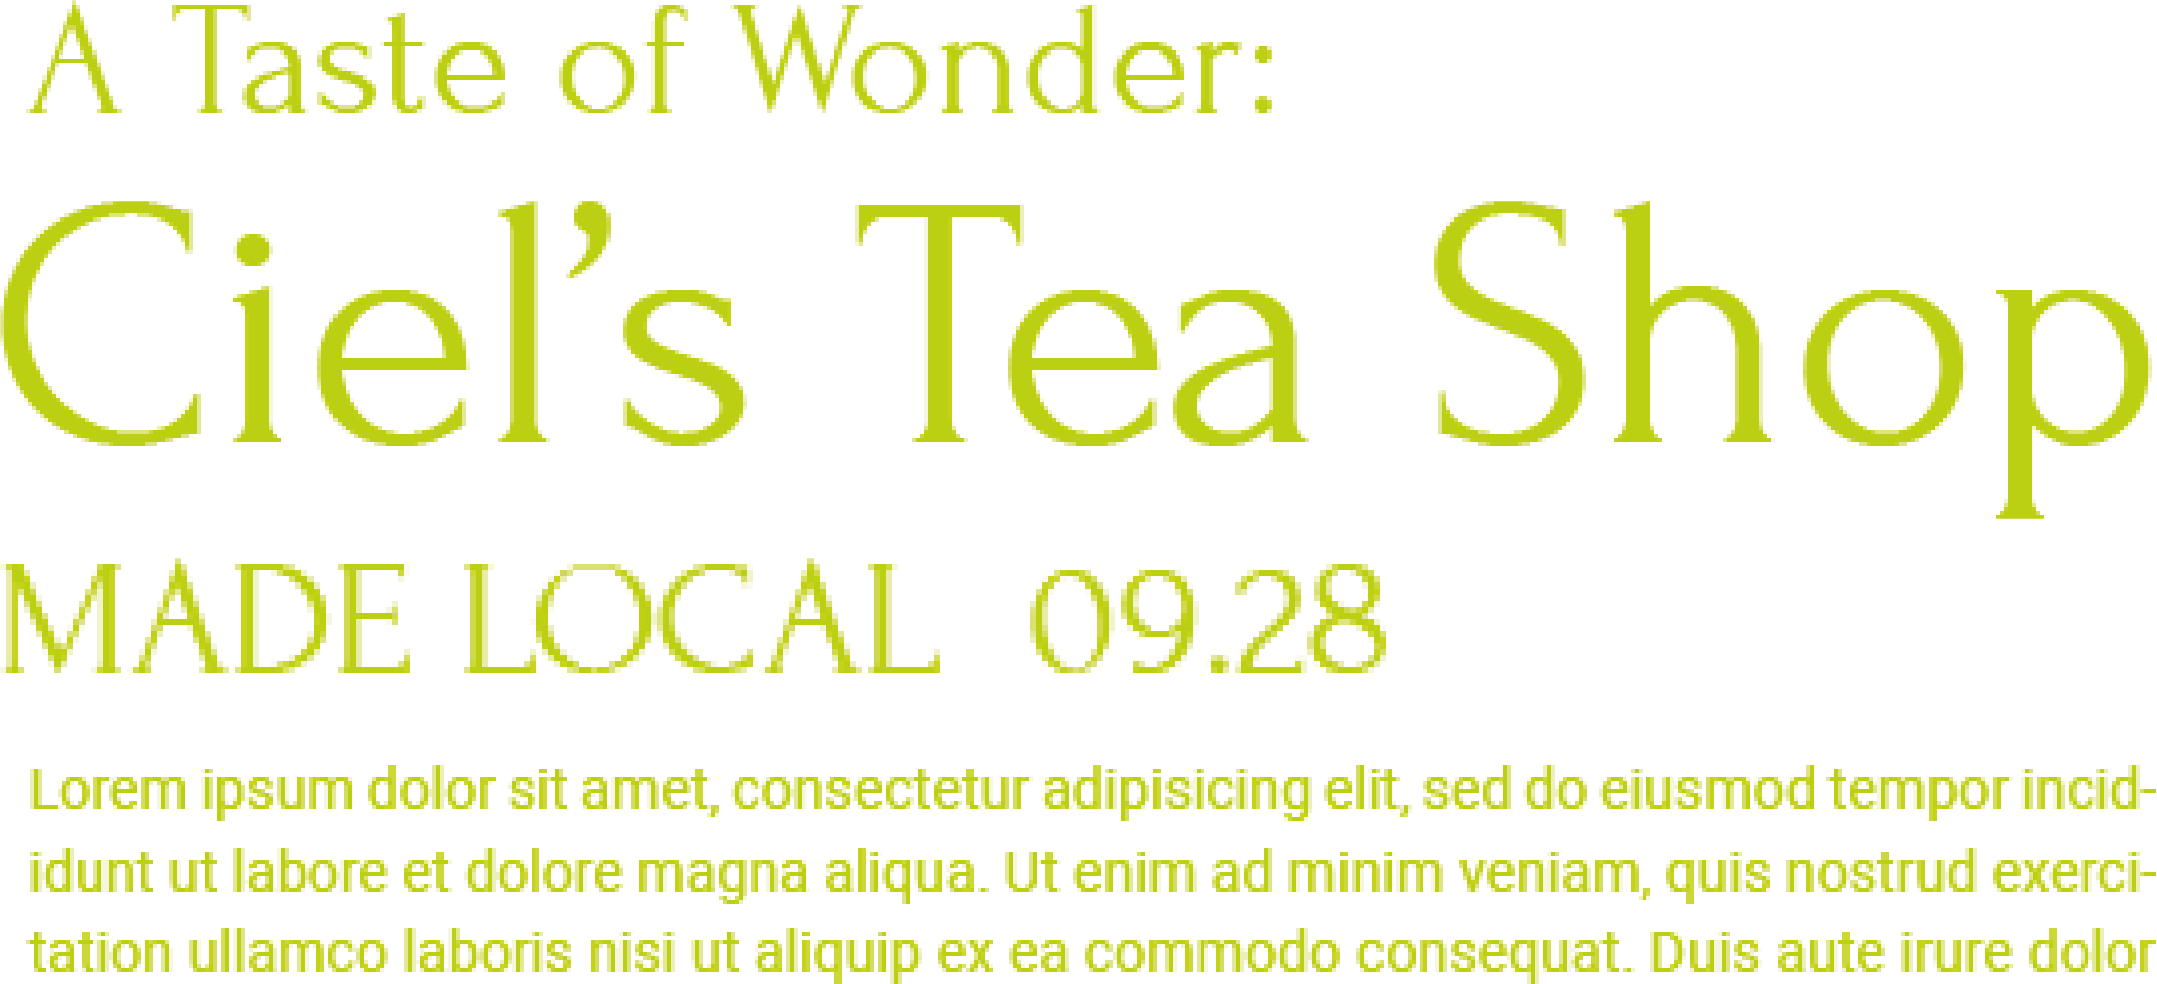 A Taste of Wonder:
Ciel’s Tea Shop
MADE LOCAL 09.28
Lorem ipsum dolor sit amet, consectetur adipisicing elit, sed do eiusmod tempor incid-
idunt ut labore et dolore magna aliqua. Ut enim ad minim veniam, quis nostrud exerci-
tation ullamco laboris nisi ut aliquip ex ea commodo consequat. Duis aute irure dolor